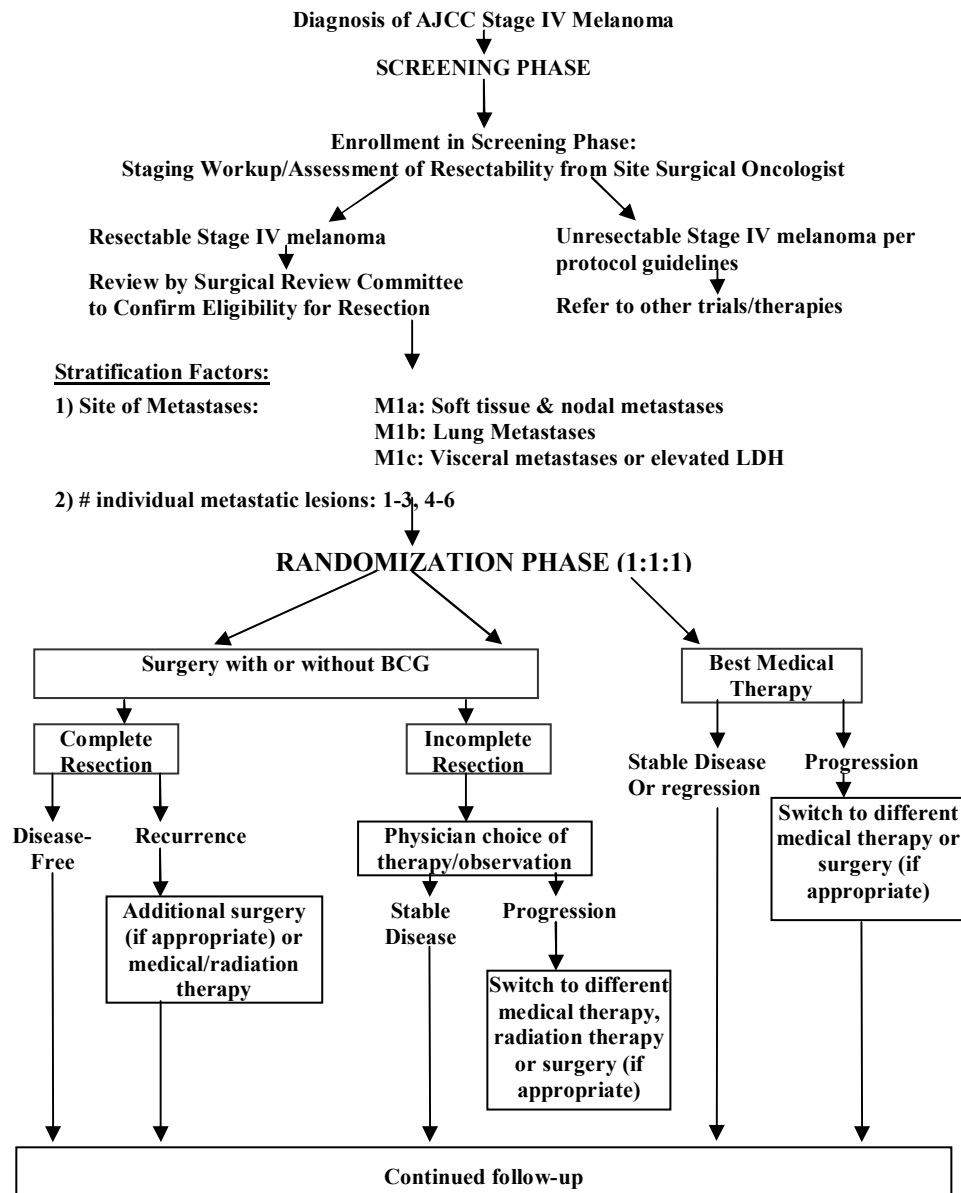 Diagnosis of AJCC Stage IV Melanoma
SCREENING PHASE
Enrollment in Screening Phase:
Staging Workup/Assessment of Resectability from Site Surgical Oncologist
Resectable Stage IV melanoma
Review by Surgical Review Committee
to Confirm Eligibility for Resection
Unresectable Stage IV melanoma per
protocol guidelines
Refer to other trials/therapies
Stratification Factors:
1) Site of Metastases:
M1a: Soft tissue & nodal metastases
M1b: Lung Metastases
M1c: Visceral metastases or elevated LDH
2) # individual metastatic lesions: 1-3, 4-6
RANDOMIZATION PHASE (1:1:1)
Surgery with or without BCG
Best Medical
Therapy
Complete
Resection
Incomplete
Resection
Stable Disease
Or regression
Progression
Disease-
Free
Recurrence
Physician choice of
therapy/observation
Switch to different
medical therapy or
surgery (if
appropriate)
Additional surgery
(if appropriate) or
medical/radiation
therapy
Stable
Disease
Progression
Switch to different
medical therapy,
radiation therapy
or surgery (if
appropriate)
Continued follow-up